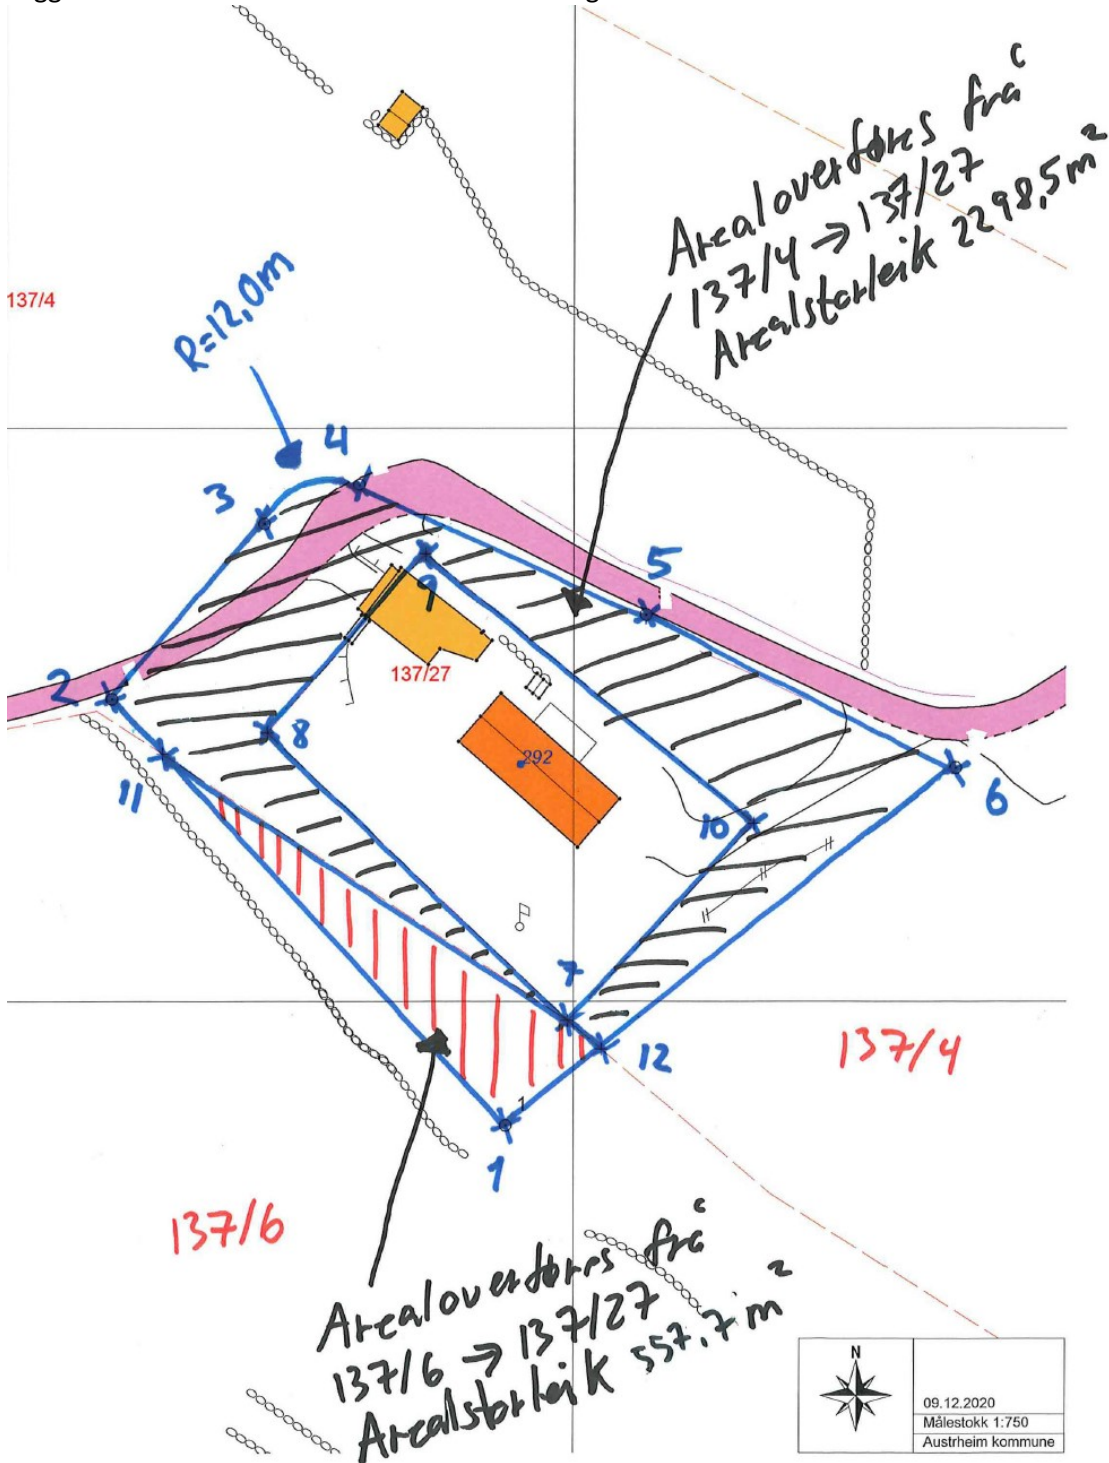 Arealoverføres frå
137/4 → 137/27
Arealstorleik 2298,5 m²
137/4
R=12,0m
4
3
5
9
2
137/27
8
292
6
11
10
7
12
137/4
1
1
137/6
Arealoverføres frå
137/6 → 137/27
Arealstorleik 557,7 m²
N
09.12.2020
Målestokk 1:750
Austrheim kommune